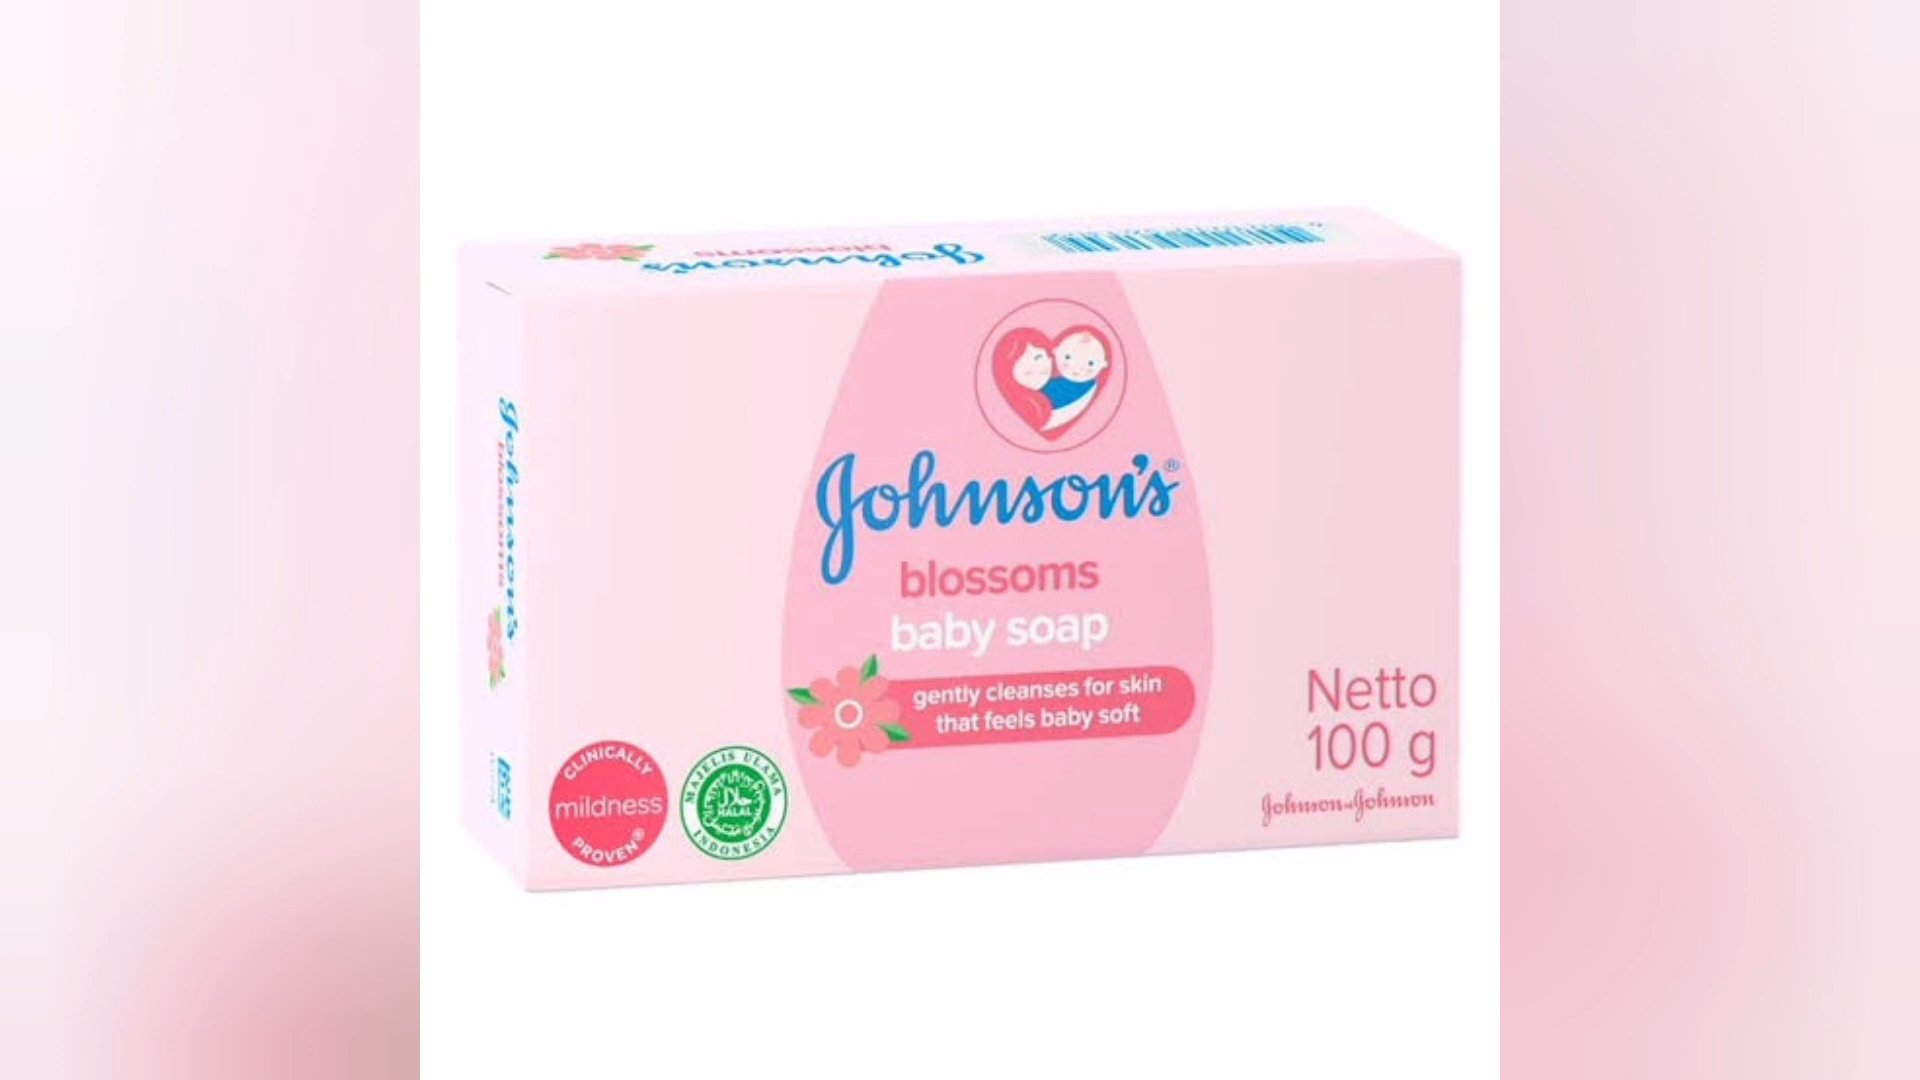 Johnson's
blossoms
Johnson's®
blossoms
baby soap
gently cleanses for skin
that feels baby soft
Johnson's
blossoms
CLINICALLY
mildness
PROVEN®
MAJELIS ULAMA
حلال
HALAL
INDONESIA
Netto
100 g
Johnson+Johnson